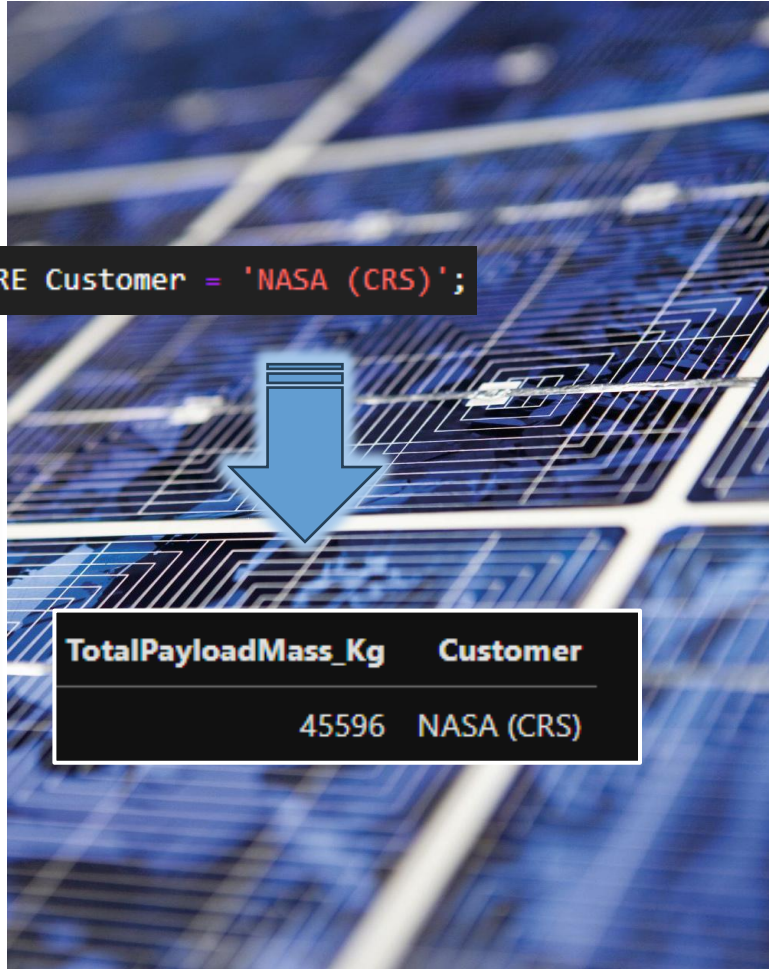 RE Customer = 'NASA (CRS)';
TotalPayloadMass_Kg Customer
45596 NASA (CRS)